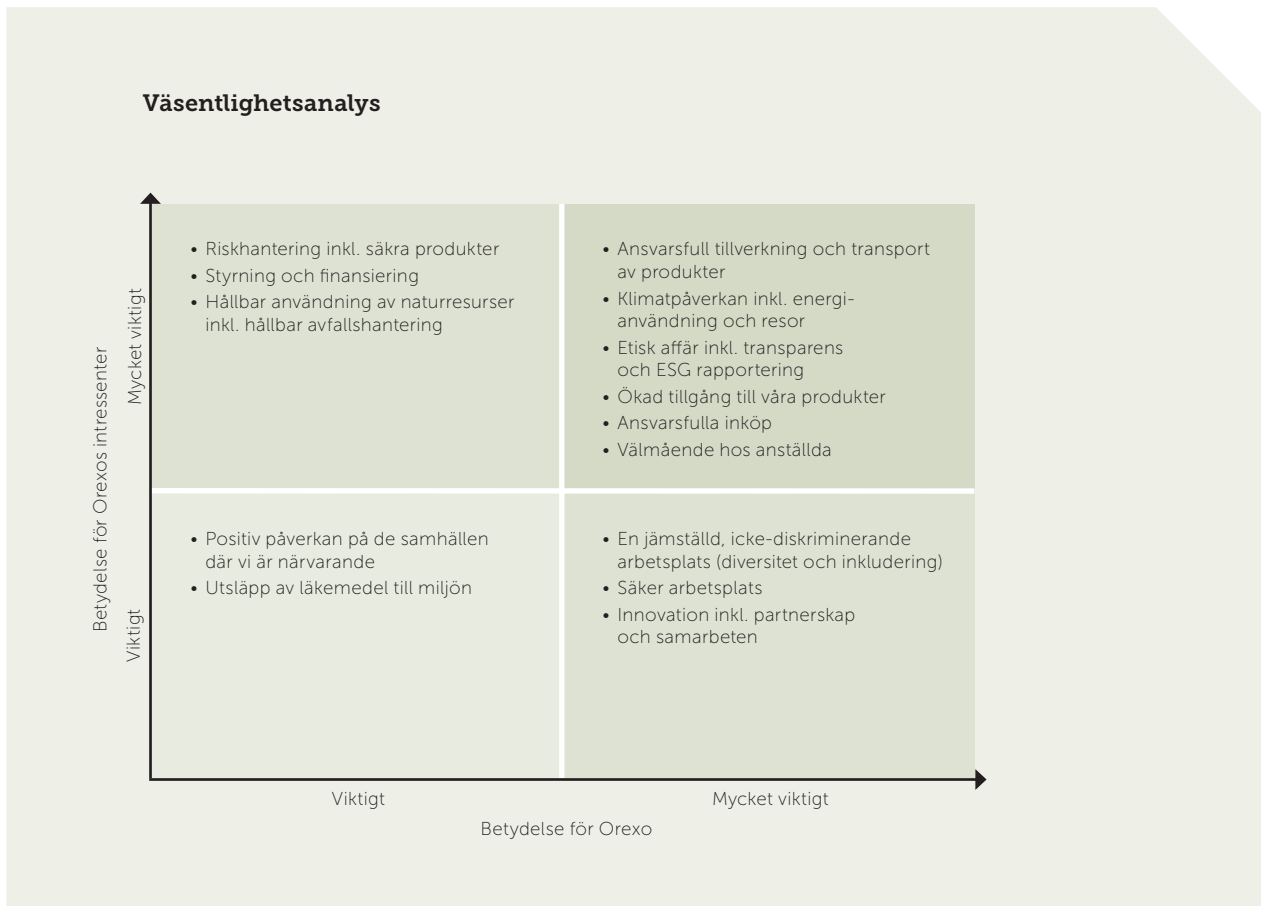 Väsentlighetsanalys
Betydelse för Orexos intressenter
Mycket viktigt
• Riskhantering inkl. säkra produkter
• Styrning och finansiering
• Hållbar användning av naturresurser
inkl. hållbar avfallshantering
• Ansvarsfull tillverkning och transport
av produkter
• Klimatpåverkan inkl. energi-
användning och resor
• Etisk affär inkl. transparens
och ESG rapportering
• Ökad tillgång till våra produkter
• Ansvarsfulla inköp
• Välmående hos anställda
Viktigt
• Positiv påverkan på de samhällen
där vi är närvarande
• Utsläpp av läkemedel till miljön
• En jämställd, icke-diskriminerande
arbetsplats (diversitet och inkludering)
• Säker arbetsplats
• Innovation inkl. partnerskap
och samarbeten
Viktigt
Mycket viktigt
Betydelse för Orexo